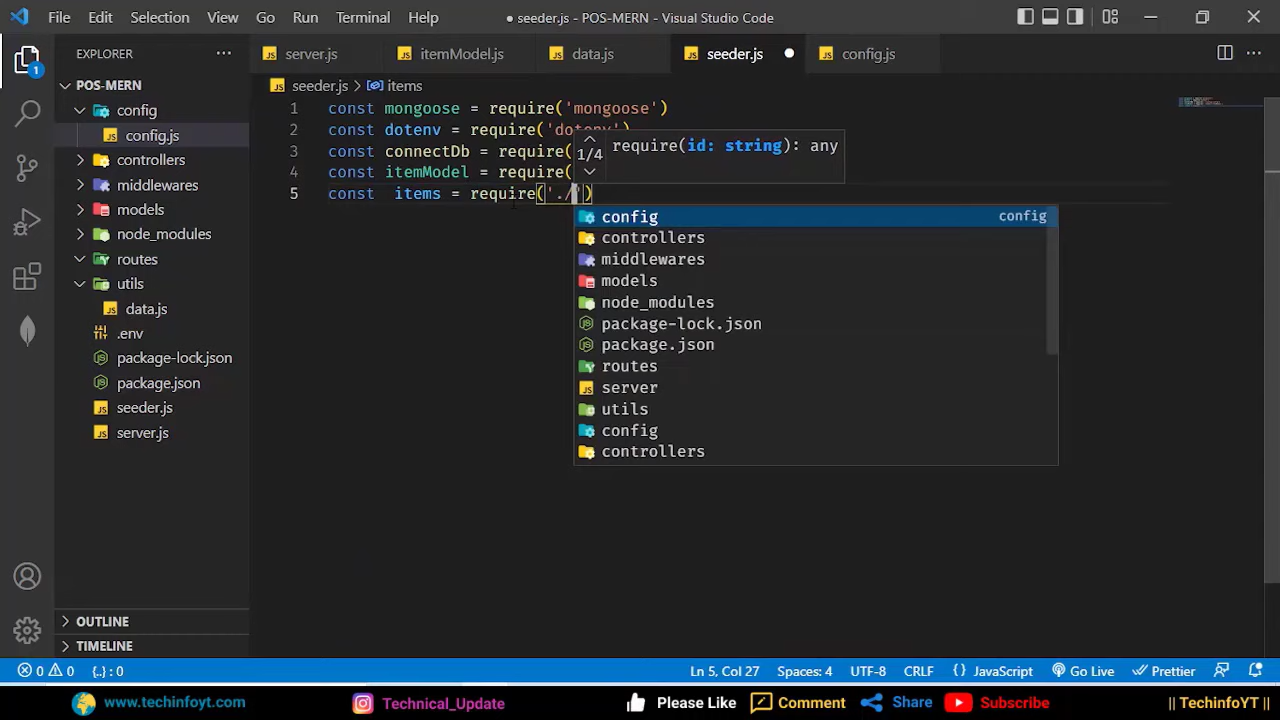 File Edit Selection View Go Run Terminal Help
● seeder.js - POS-MERN - Visual Studio Code
EXPLORER ...
server.js itemModel.js data.js seeder.js ● config.js
POS-MERN
config
config.js
controllers
middlewares
models
node_modules
routes
utils
data.js
.env
package-lock.json
package.json
seeder.js
server.js
OUTLINE
TIMELINE
1
seeder.js > items
1 const mongoose = require('mongoose')
2 const dotenv = require('dotenv')
3 const connectDb = require(
4 const itemModel = require(
5 const  items = require('./')
1/4 require(id: string): any
config config
controllers
middlewares
models
node_modules
package-lock.json
package.json
routes
server
utils
config
controllers
0 0 {..} : 0 Ln 5, Col 27 Spaces: 4 UTF-8 CRLF {} JavaScript Go Live Prettier
www.techinfoyt.com Technical_Update Please Like Comment Share Subscribe || TechinfoYT ||